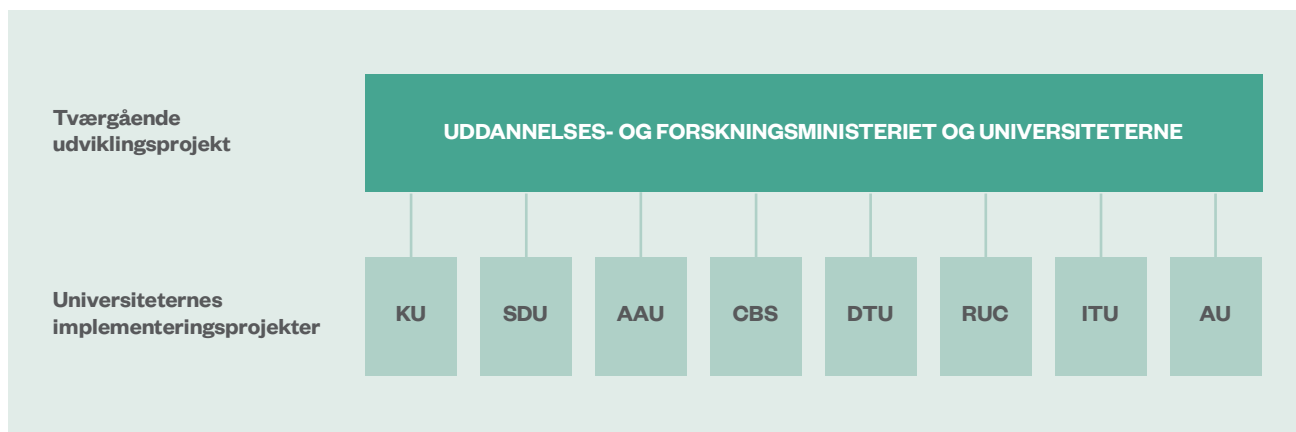 Tværgående
udviklingsprojekt
UDDANNELSES- OG FORSKNINGSMINISTERIET OG UNIVERSITETERNE
Universiteternes
implementeringsprojekter
KU
SDU
AAU
CBS
DTU
RUC
ITU
AU